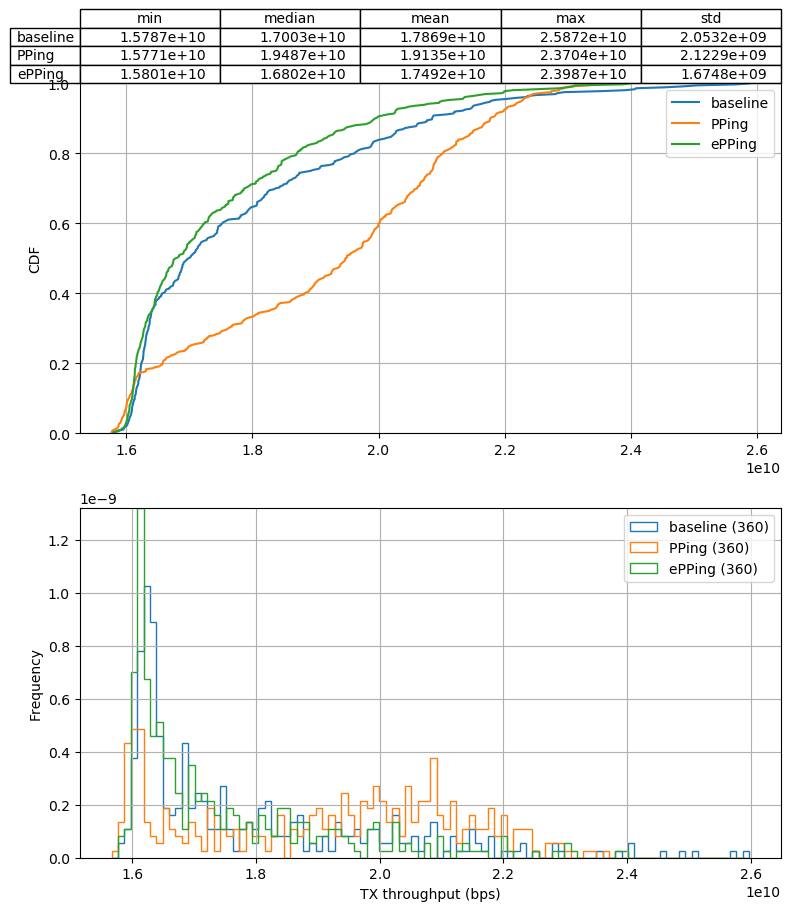 min median mean max std
baseline 1.5787e+10 1.7003e+10 1.7869e+10 2.5872e+10 2.0532e+09
PPing 1.5771e+10 1.9487e+10 1.9135e+10 2.3704e+10 2.1229e+09
ePPing 1.5801e+10 1.6802e+10 1.7492e+10 2.3987e+10 1.6748e+09
1.0
0.8
0.6
0.4
0.2
0.0
CDF
baseline
PPing
ePPing
1.6 1.8 2.0 2.2 2.4 2.6
1e10
1e−9
1.2
1.0
0.8
0.6
0.4
0.2
0.0
Frequency
baseline (360)
PPing (360)
ePPing (360)
1.6 1.8 2.0 2.2 2.4 2.6
1e10
TX throughput (bps)